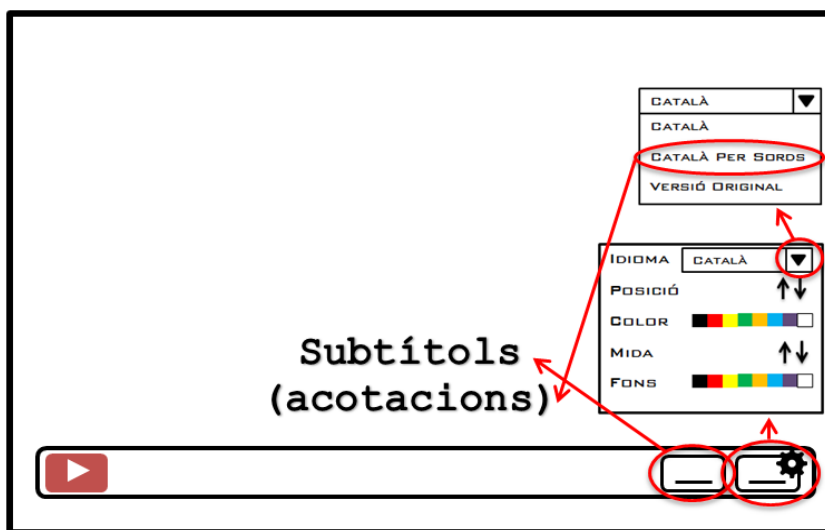 CATALÀ
CATALÀ
CATALÀ PER SORDS
VERSIÓ ORIGINAL
IDIOMA CATALÀ
POSICIÓ
COLOR
MIDA
FONS
Subtítols
(acotacions)